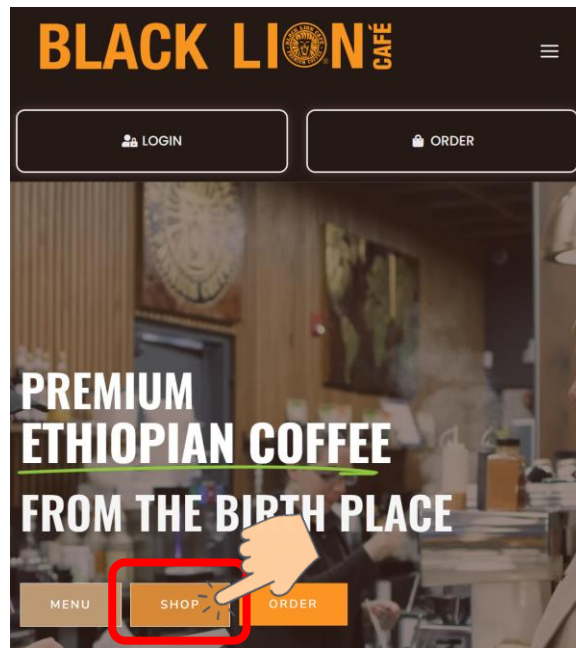 BLACK LION CAFÉ
LOGIN
ORDER
PREMIUM
ETHIOPIAN COFFEE
FROM THE BIRTH PLACE
MENU
SHOP
ORDER